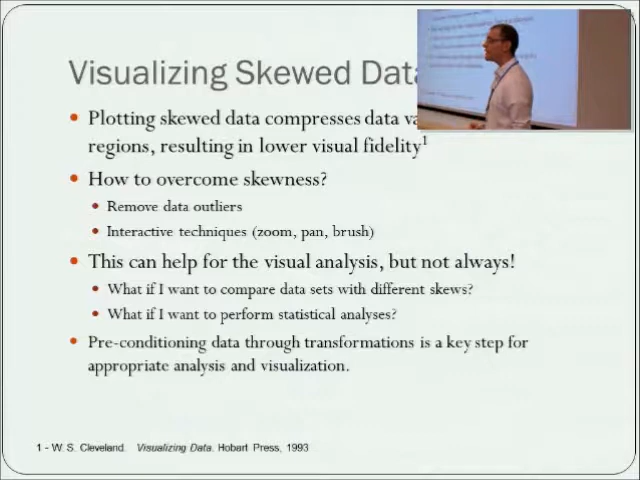 Visualizing Skewed Data
• Plotting skewed data compresses data
regions, resulting in lower visual fidelity¹
• How to overcome skewness?
• Remove data outliers
• Interactive techniques (zoom, pan, brush)
• This can help for the visual analysis, but not always!
• What if I want to compare data sets with different skews?
• What if I want to perform statistical analyses?
• Pre-conditioning data through transformations is a key step for
appropriate analysis and visualization.
1 - W. S. Cleveland. Visualizing Data. Hobart Press, 1993